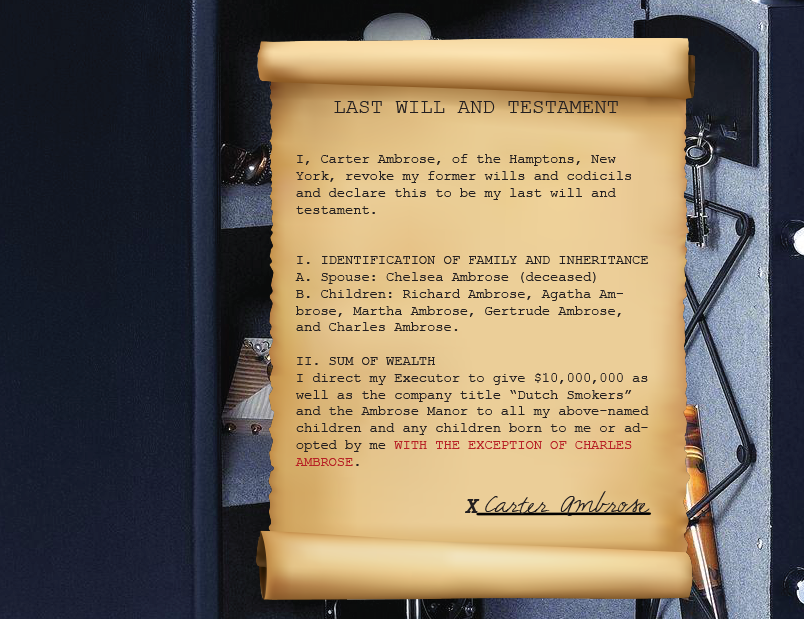 LAST WILL AND TESTAMENT
I, Carter Ambrose, of the Hamptons, New
York, revoke my former wills and codicils
and declare this to be my last will and
testament.
I. IDENTIFICATION OF FAMILY AND INHERITANCE
A. Spouse: Chelsea Ambrose (deceased)
B. Children: Richard Ambrose, Agatha Am-
brose, Martha Ambrose, Gertrude Ambrose,
and Charles Ambrose.
II. SUM OF WEALTH
I direct my Executor to give $10,000,000 as
well as the company title “Dutch Smokers”
and the Ambrose Manor to all my above-named
children and any children born to me or ad-
opted by me WITH THE EXCEPTION OF CHARLES
AMBROSE.
X Carter Ambrose